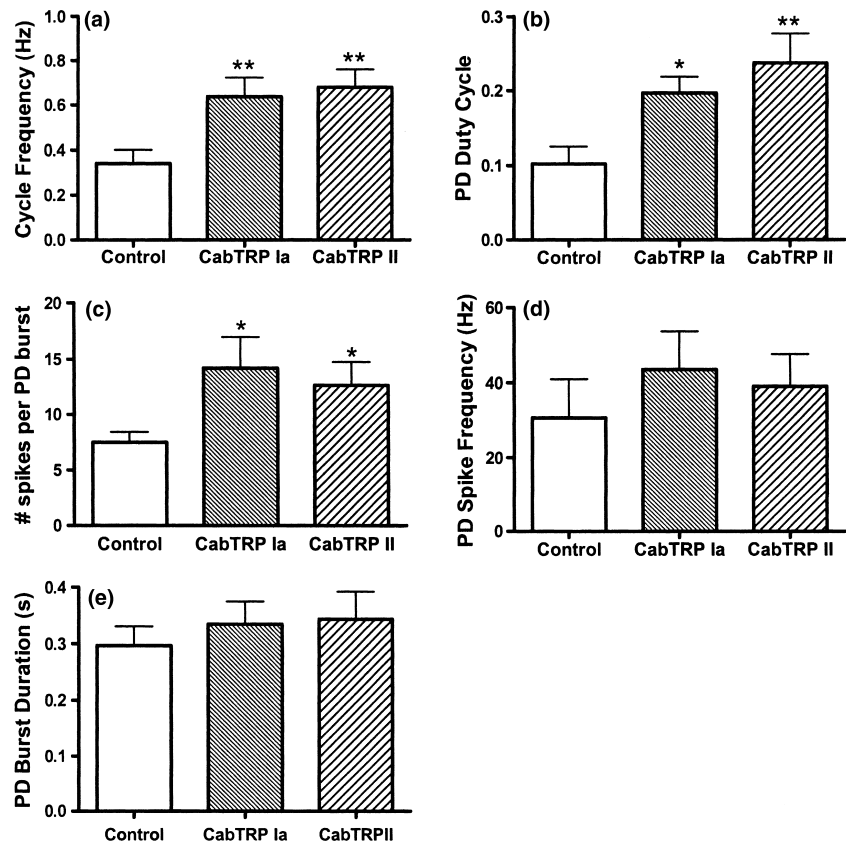 (a)
Cycle Frequency (Hz)
1.0
0.8
0.6
0.4
0.2
0.0
** **
Control CabTRP Ia CabTRP II
(b)
PD Duty Cycle
0.3
0.2
0.1
0.0
* **
Control CabTRP Ia CabTRP II
(c)
# spikes per PD burst
20
15
10
5
0
* *
Control CabTRP Ia CabTRP II
(d)
PD Spike Frequency (Hz)
60
40
20
0
Control CabTRP Ia CabTRP II
(e)
PD Burst Duration (s)
0.4
0.3
0.2
0.1
0.0
Control CabTRP Ia CabTRPII